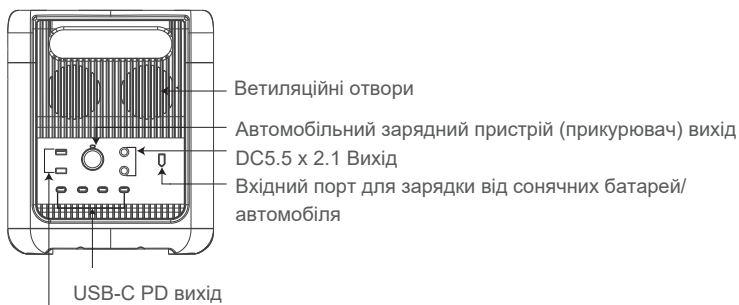 Ветиляційні отвори
Автомобільний зарядний пристрій (прикурювач) вихід
DC5.5 x 2.1 Вихід
Вхідний порт для зарядки від сонячних батарей/
автомобіля
USB-C PD вихід